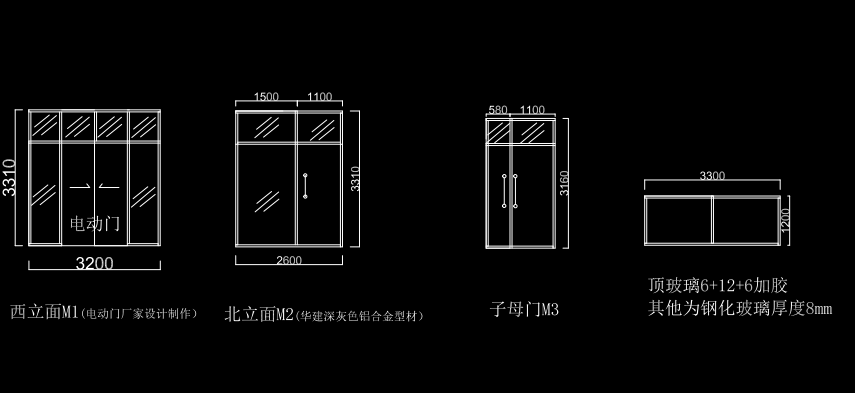 1500 1100
580 1100
3310
3310
3160
3300
1200
电动门
3200
2600
顶玻璃6+12+6加胶
西立面M1(电动门厂家设计制作)
北立面M2(华建深灰色铝合金型材)
子母门M3
其他为钢化玻璃厚度8mm